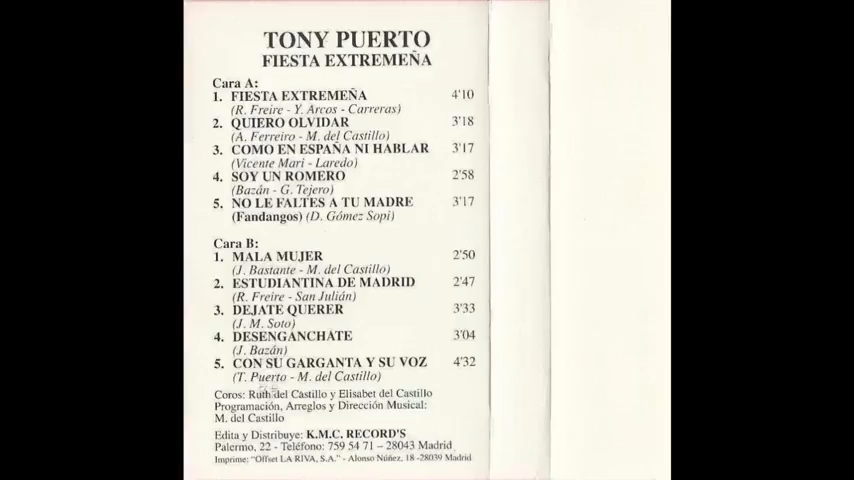 TONY PUERTO
FIESTA EXTREMEÑA
Cara A:
1. FIESTA EXTREMEÑA 4'10
(R. Freire - Y. Arcos - Carreras)
2. QUIERO OLVIDAR 3'18
(A. Ferreiro - M. del Castillo)
3. COMO EN ESPAÑA NI HABLAR 3'17
(Vicente Mari - Laredo)
4. SOY UN ROMERO 2'58
(Bazán - G. Tejero)
5. NO LE FALTES A TU MADRE 3'17
(Fandangos) (D. Gómez Sopi)
Cara B:
1. MALA MUJER 2'50
(J. Bastante - M. del Castillo)
2. ESTUDIANTINA DE MADRID 2'47
(R. Freire - San Julián)
3. DEJATE QUERER 3'33
(J. M. Soto)
4. DESENGANCHATE 3'04
(J. Bazán)
5. CON SU GARGANTA Y SU VOZ 4'32
(T. Puerto - M. del Castillo)
Coros: Ruth del Castillo y Elisabet del Castillo
Programación, Arreglos y Dirección Musical:
M. del Castillo
Edita y Distribuye: K.M.C. RECORD'S
Palermo, 22 - Teléfono: 759 54 71 – 28043 Madrid
Imprime: "Offset LA RIVA, S.A." - Alonso Núñez, 18 -28039 Madrid